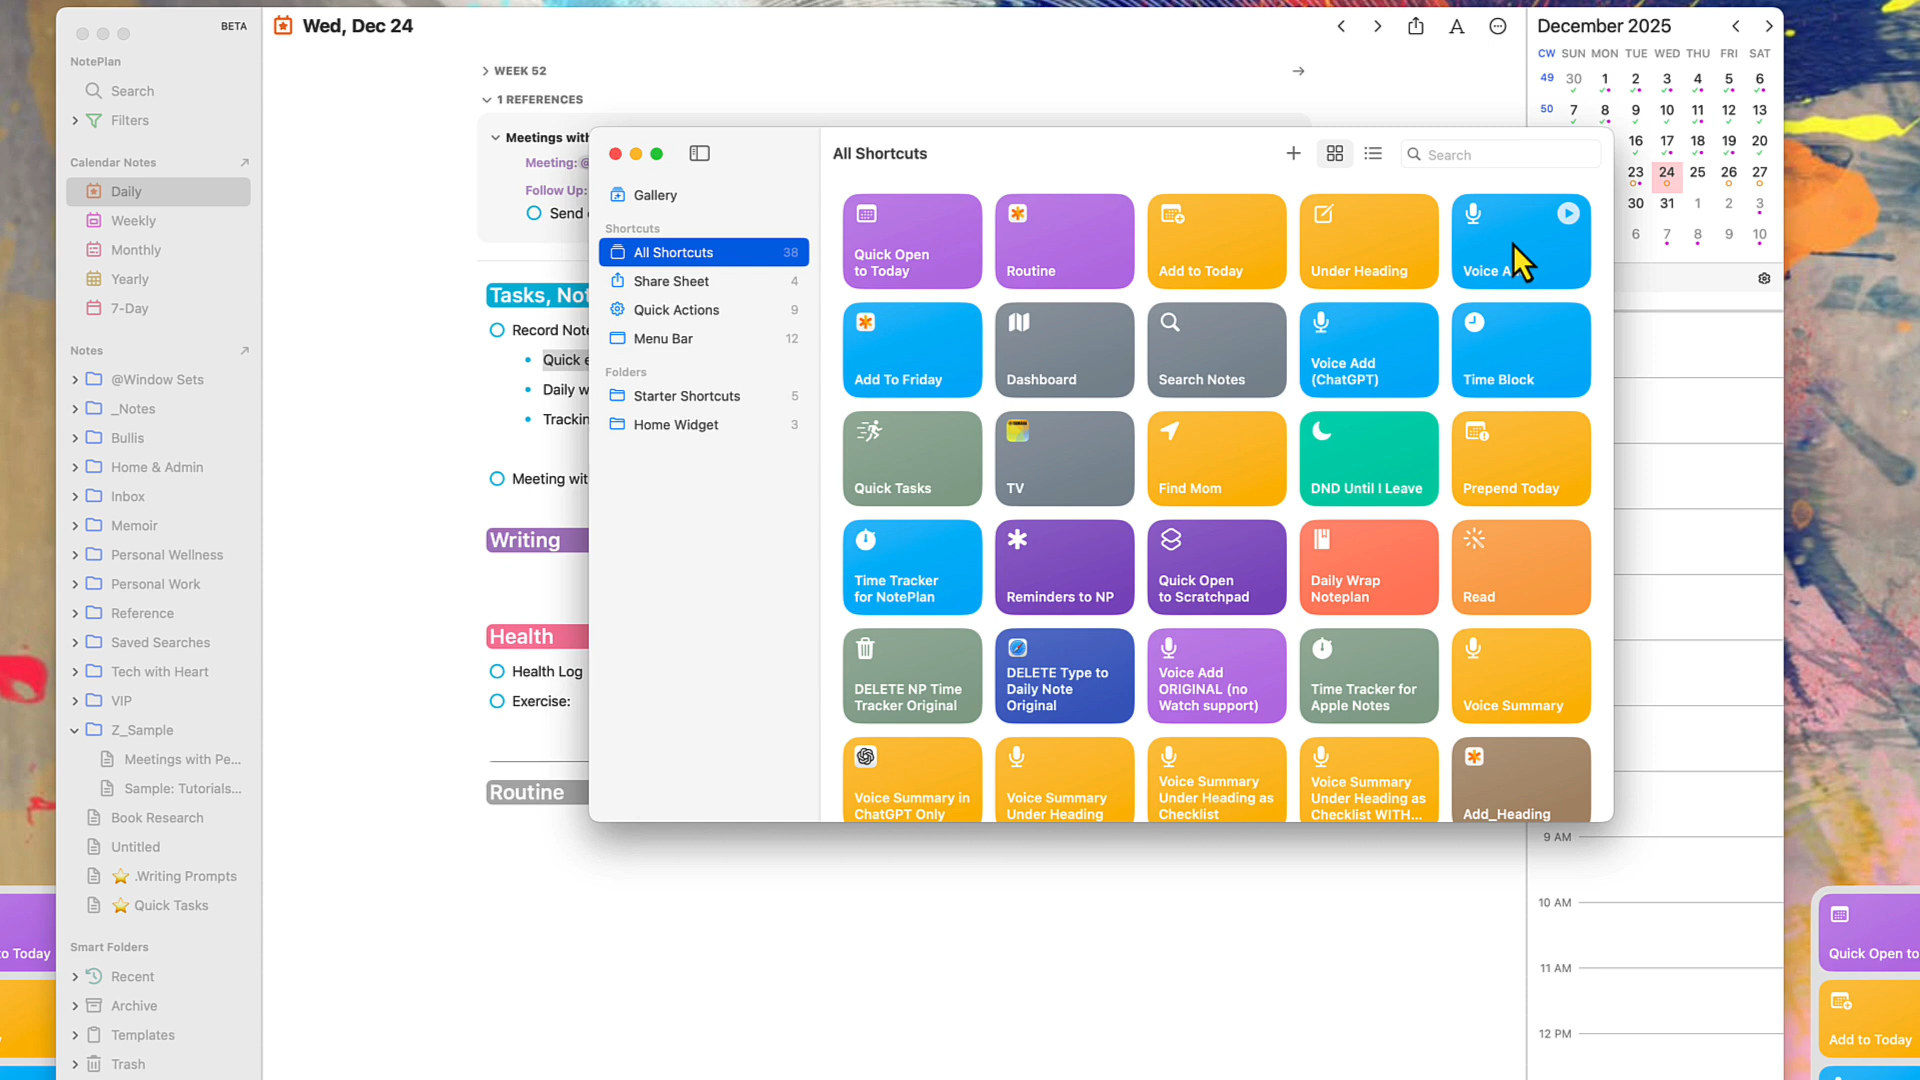 BETA
NotePlan
Search
Filters
Calendar Notes
Daily
Weekly
Monthly
Yearly
7-Day
Notes
@Window Sets
_Notes
Bullis
Home & Admin
Inbox
Memoir
Personal Wellness
Personal Work
Reference
Saved Searches
Tech with Heart
VIP
Z_Sample
Meetings with Pe...
Sample: Tutorials...
Book Research
Untitled
.Writing Prompts
Quick Tasks
Smart Folders
Recent
Archive
Templates
Trash
Wed, Dec 24
WEEK 52
1 REFERENCES
Meetings with
Meeting: @
Follow Up:
Send
Tasks, Not
Record Note
Quick
Daily w
Trackin
Meeting wit
Writing
Health
Health Log
Exercise:
Routine
Gallery
Shortcuts
All Shortcuts 38
Share Sheet 4
Quick Actions 9
Menu Bar 12
Folders
Starter Shortcuts 5
Home Widget 3
All Shortcuts
Search
Quick Open
to Today
Routine
Add to Today
Under Heading
Voice A
Add To Friday
Dashboard
Search Notes
Voice Add
(ChatGPT)
Time Block
Quick Tasks
TV
Find Mom
DND Until I Leave
Prepend Today
Time Tracker
for NotePlan
Reminders to NP
Quick Open
to Scratchpad
Daily Wrap
Noteplan
Read
DELETE NP Time
Tracker Original
DELETE Type to
Daily Note
Original
Voice Add
ORIGINAL (no
Watch support)
Time Tracker for
Apple Notes
Voice Summary
Voice Summary in
ChatGPT Only
Voice Summary
Under Heading
Voice Summary
Under Heading as
Checklist
Voice Summary
Under Heading as
Checklist WITH...
Add_Heading
December 2025
CW SUN MON TUE WED THU FRI SAT
49 30 1 2 3 4 5 6
50 7 8 9 10 11 12 13
16 17 18 19 20
23 24 25 26 27
30 31 1 2 3
6 7 8 9 10
9 AM
10 AM
11 AM
12 PM
o Today
Quick Open to
Add to Today